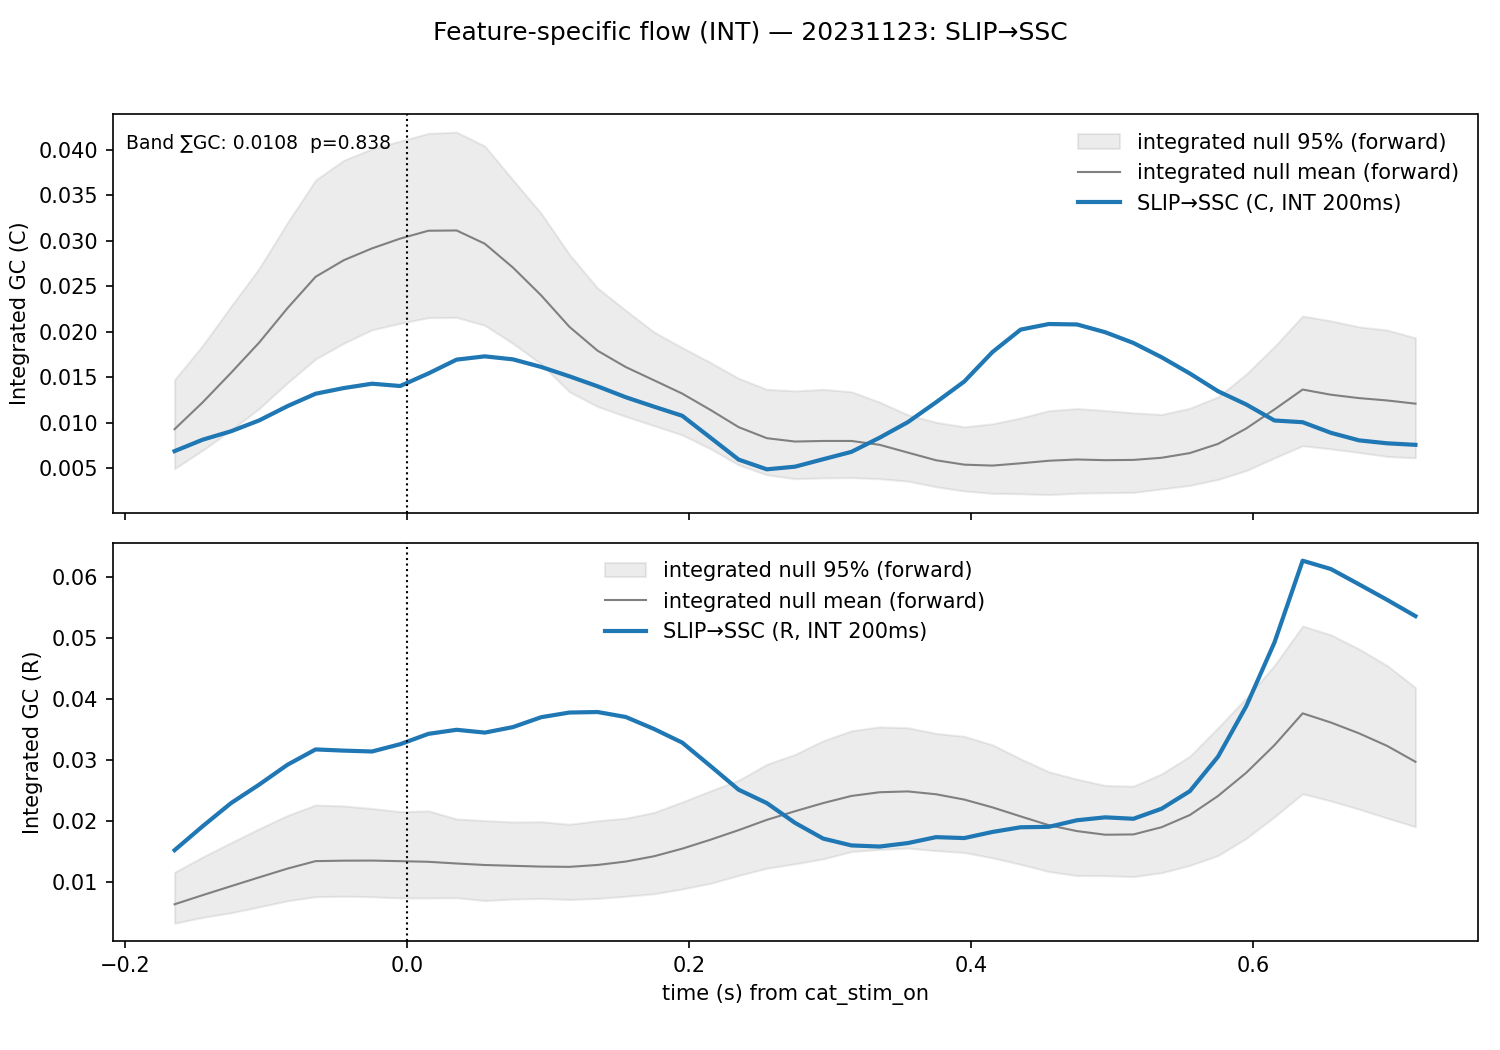 Feature-specific flow (INT) — 20231123: SLIP→SSC
Band ∑GC: 0.0108  p=0.838
integrated null 95% (forward)
integrated null mean (forward)
SLIP→SSC (C, INT 200ms)
Integrated GC (C)
0.040
0.035
0.030
0.025
0.020
0.015
0.010
0.005
integrated null 95% (forward)
integrated null mean (forward)
SLIP→SSC (R, INT 200ms)
Integrated GC (R)
0.06
0.05
0.04
0.03
0.02
0.01
−0.2 0.0 0.2 0.4 0.6
time (s) from cat_stim_on